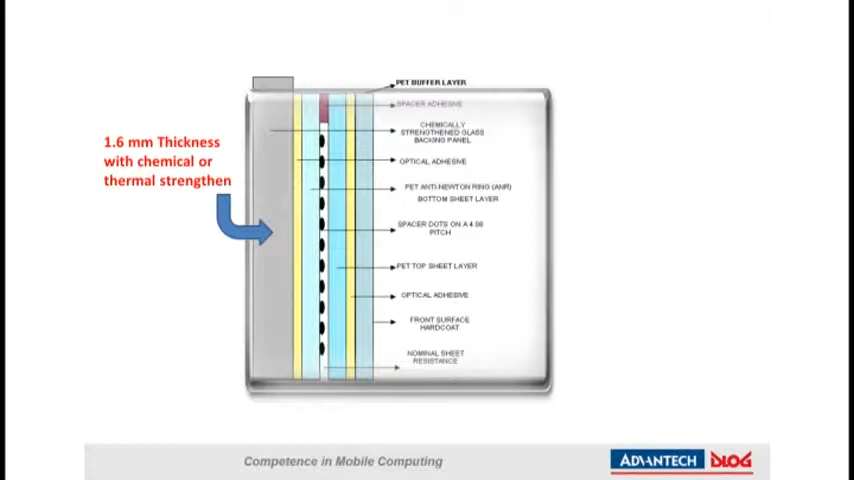 PET BUFFER LAYER
SPACER ADHESIVE
CHEMICALLY
STRENGTHENED GLASS
BACKING PANEL
1.6 mm Thickness
with chemical or
thermal strengthen
OPTICAL ADHESIVE
PET ANTI-NEWTON RING (ANR)
BOTTOM SHEET LAYER
SPACER DOTS ON A 4.06
PITCH
PET TOP SHEET LAYER
OPTICAL ADHESIVE
FRONT SURFACE
HARDCOAT
NOMINAL SHEET
RESISTANCE
Competence in Mobile Computing
ADVANTECH DLOG